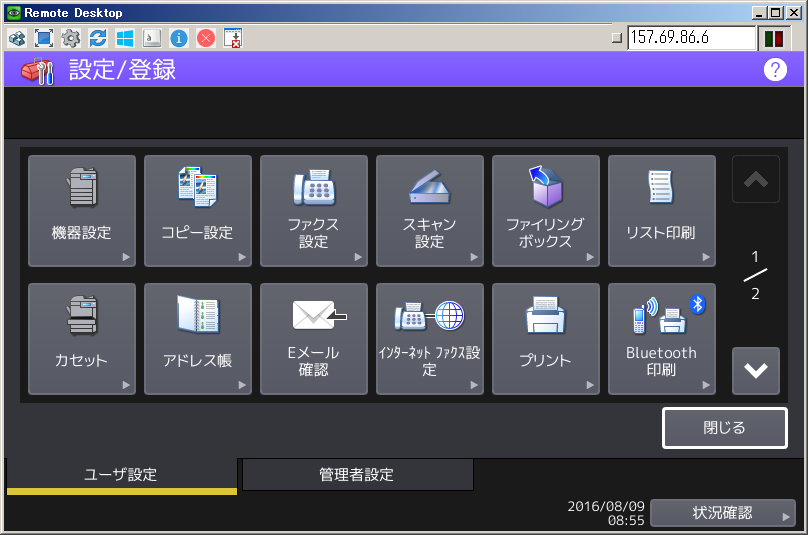 Remote Desktop
157.69.86.6
設定/登録
?
機器設定
コピー設定
ファクス
設定
スキャン
設定
ファイリング
ボックス
リスト印刷
1
2
カセット
アドレス帳
Eメール
確認
インターネット ファクス設
定
プリント
Bluetooth
印刷
閉じる
ユーザ設定
管理者設定
2016/08/09
08:55
状況確認